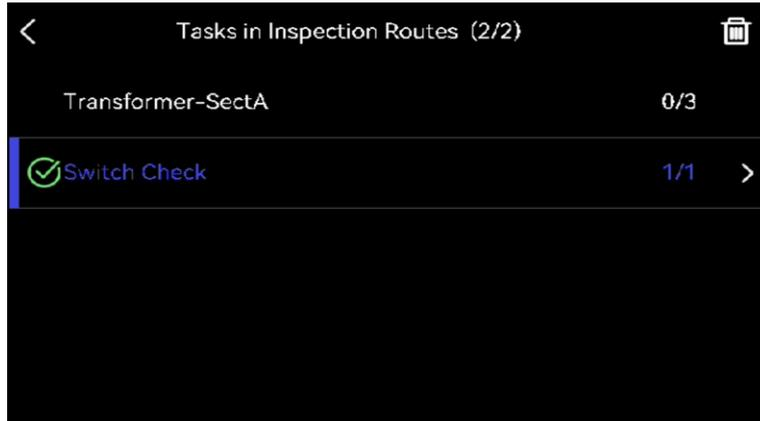 Tasks in Inspection Routes (2/2)
Transformer-SectA 0/3
Switch Check 1/1